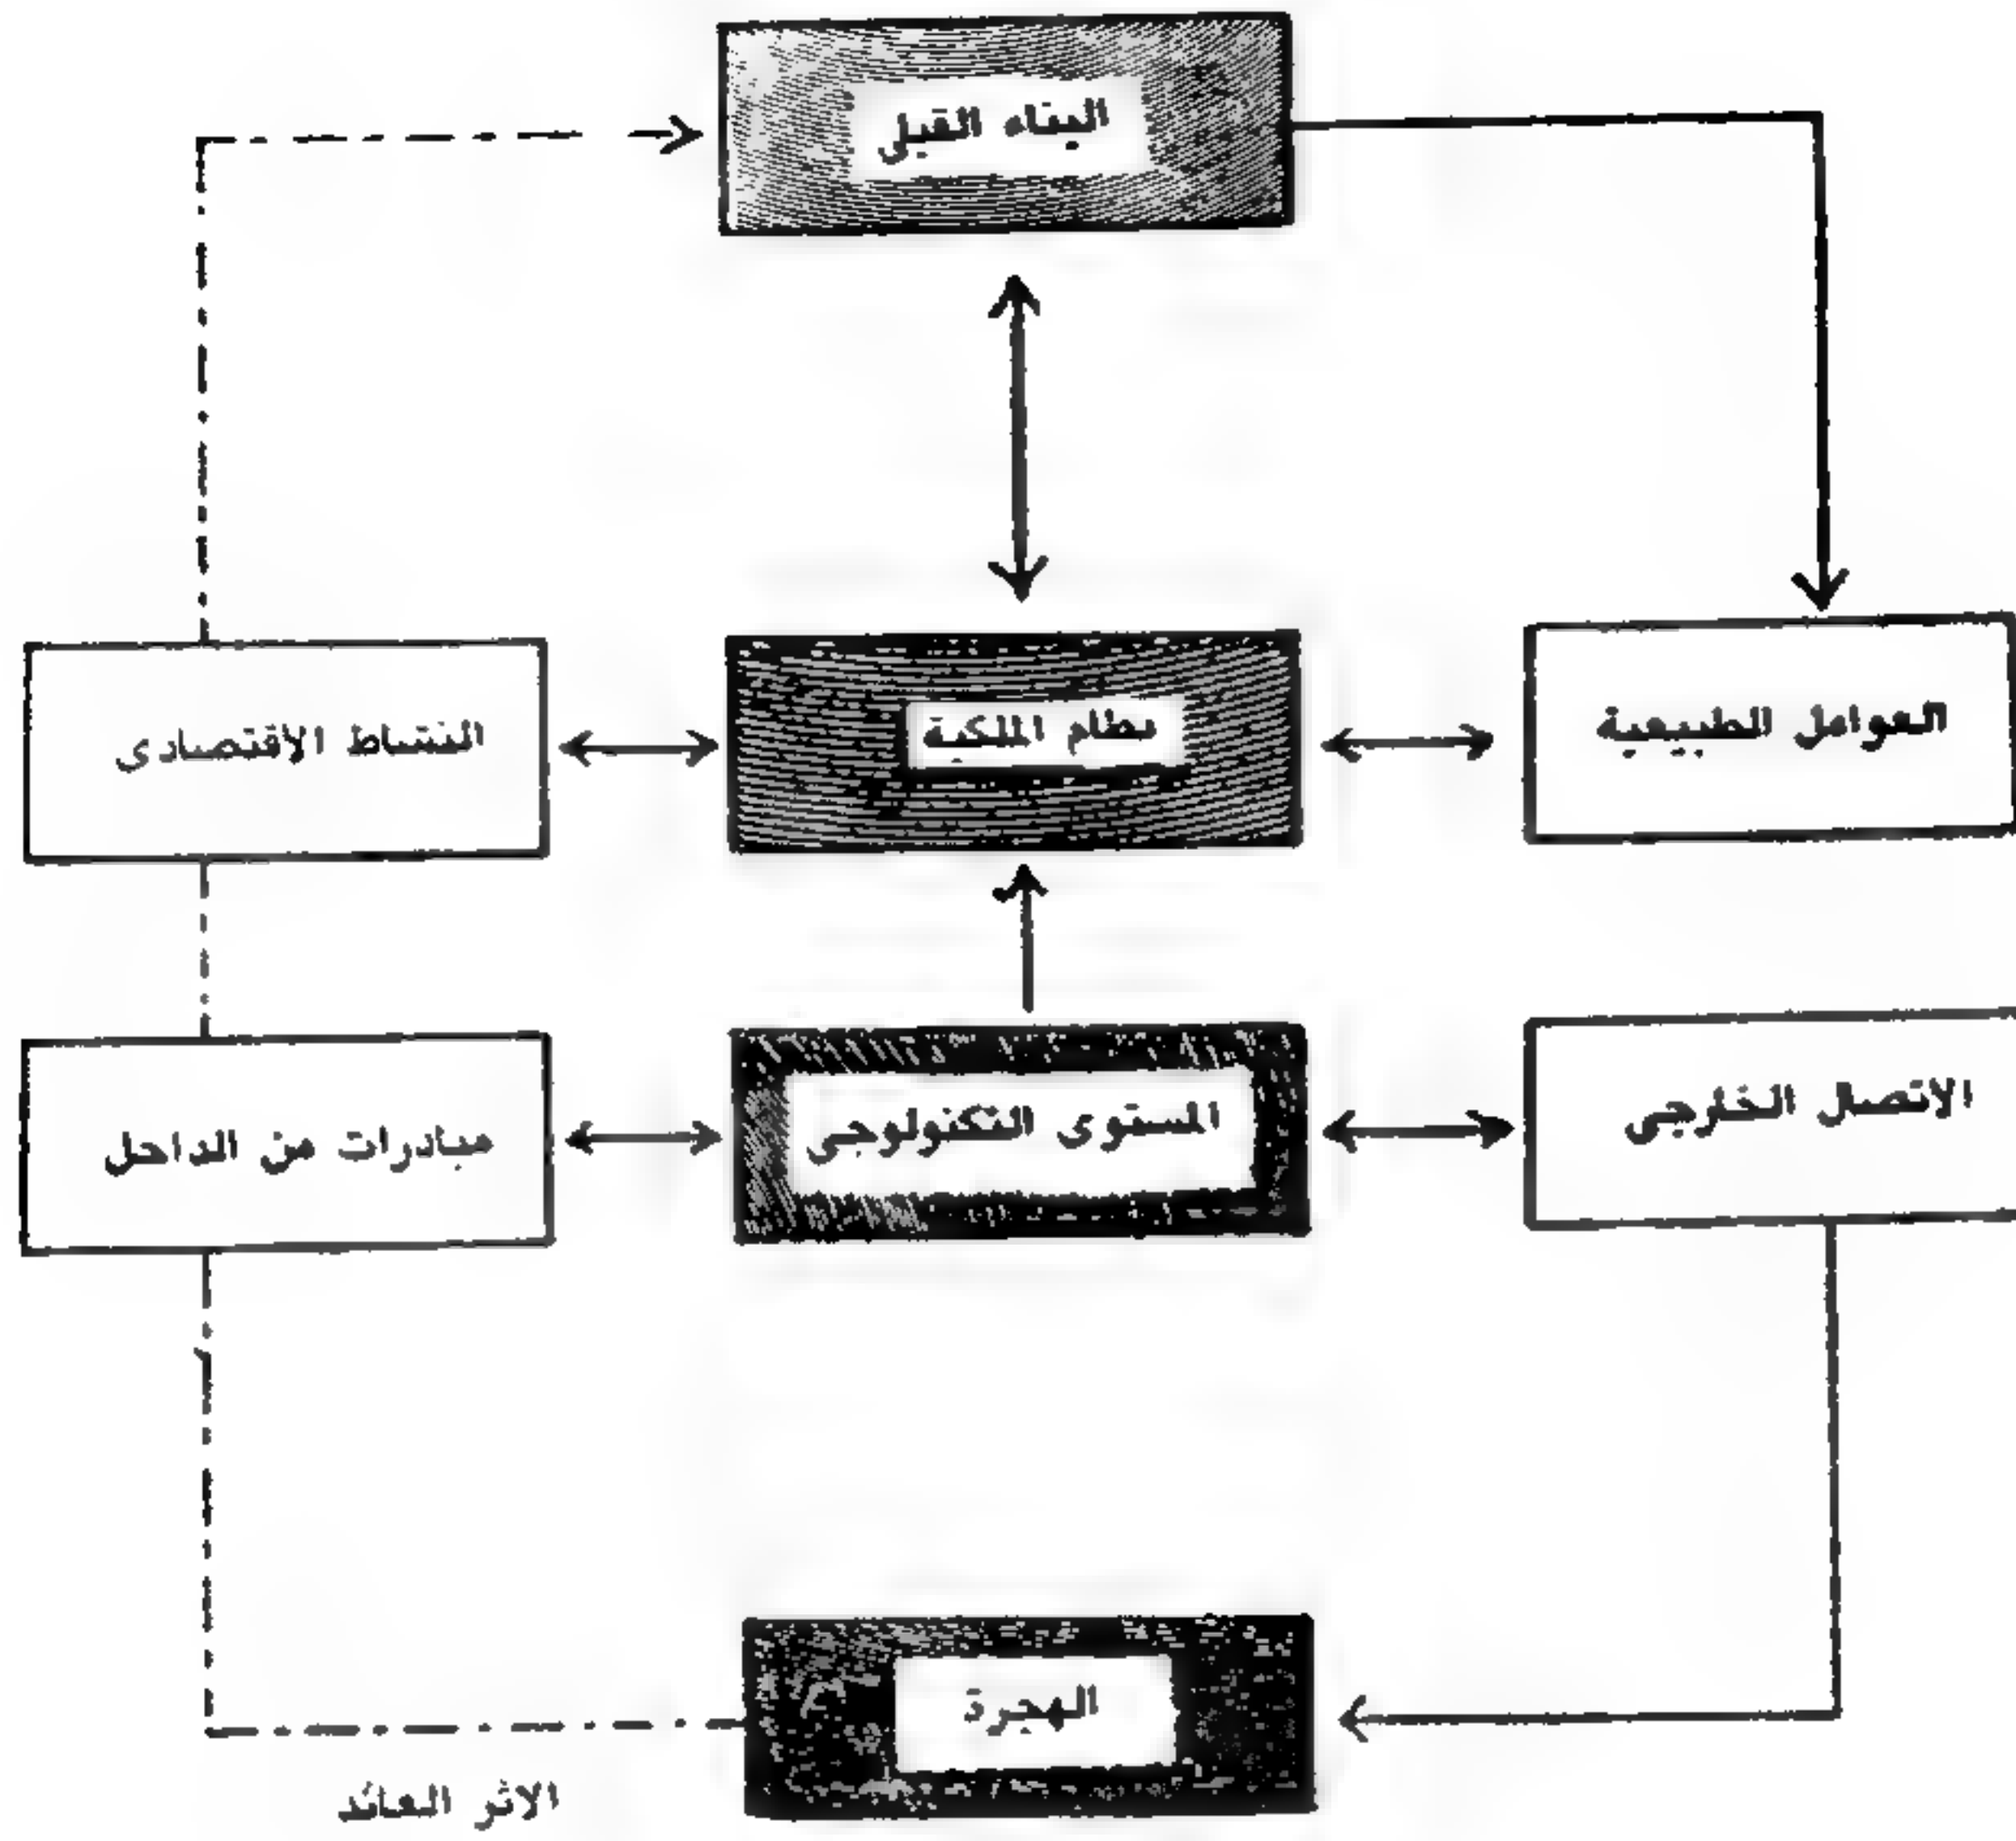 البناء القبلى
العوامل الطبيعية
نظام الملكية
النشاط الاقتصادى
الاتصال الخارجى
المستوى التكنولوجى
مبادرات من الداخل
الهجرة
الاثر العائد